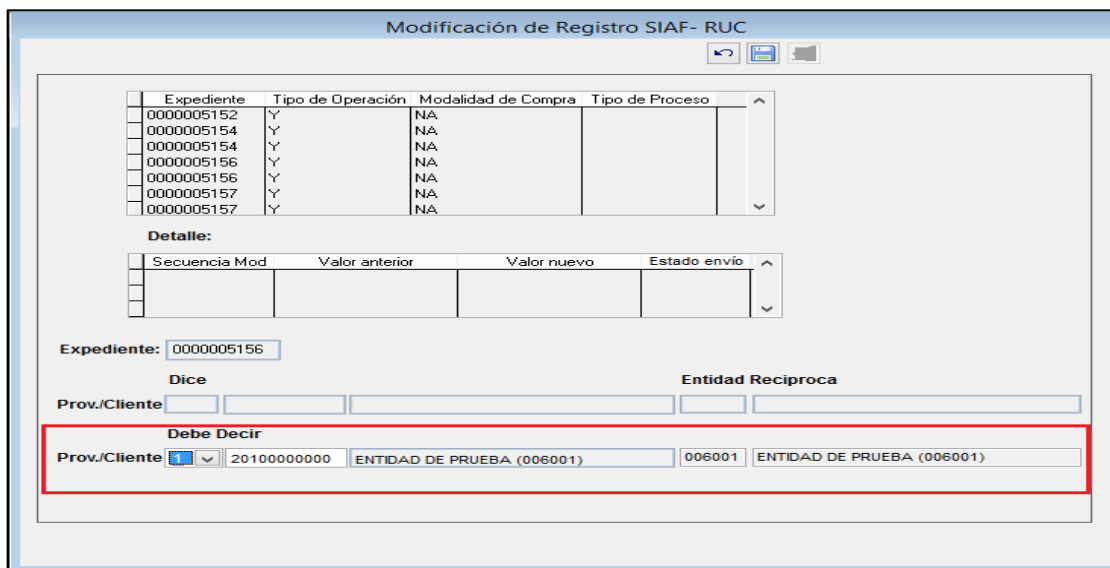 Modificación de Registro SIAF- RUC
Expediente Tipo de Operación Modalidad de Compra Tipo de Proceso
0000005152 Y NA
0000005154 Y NA
0000005154 Y NA
0000005156 Y NA
0000005156 Y NA
0000005157 Y NA
0000005157 Y NA
Detalle:
Secuencia Mod Valor anterior Valor nuevo Estado envío
Expediente: 0000005156
Dice Entidad Reciproca
Prov./Cliente
Debe Decir
Prov./Cliente 1 20100000000 ENTIDAD DE PRUEBA (006001) 006001 ENTIDAD DE PRUEBA (006001)